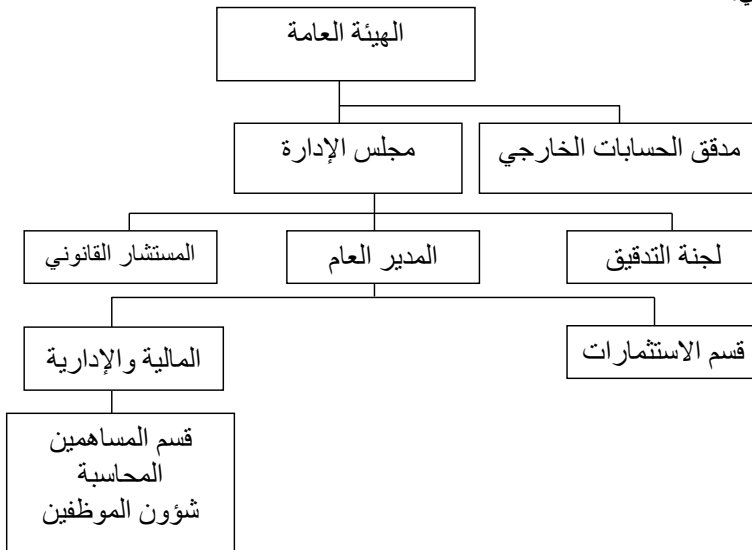 الهيئة العامة
مدقق الحسابات الخارجي
مجلس الإدارة
لجنة التدقيق
المدير العام
المستشار القانوني
قسم الاستثمارات
المالية والإدارية
قسم المساهمين
المحاسبة
شؤون الموظفين